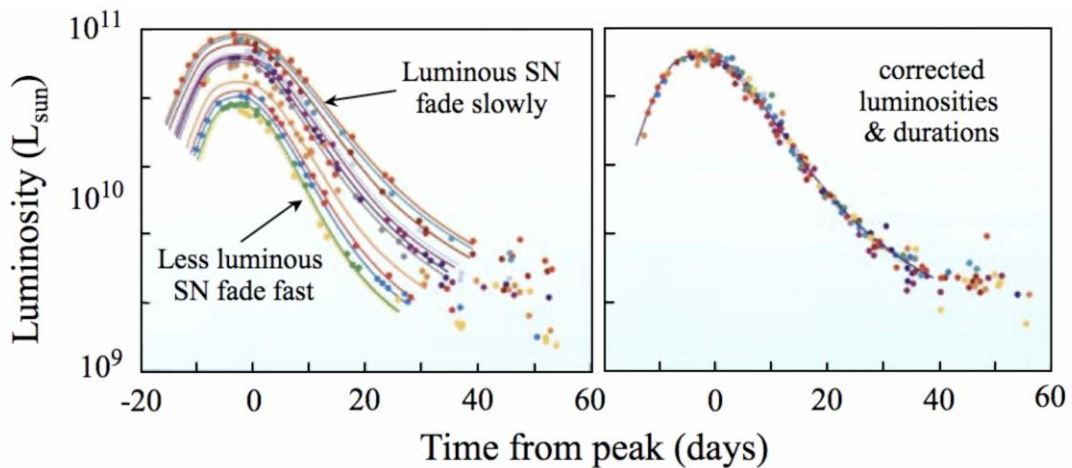 Luminosity (L_sun)
10^11
10^10
10^9
Luminous SN
fade slowly
Less luminous
SN fade fast
corrected
luminosities
& durations
-20 0 20 40 60
0 20 40 60
Time from peak (days)